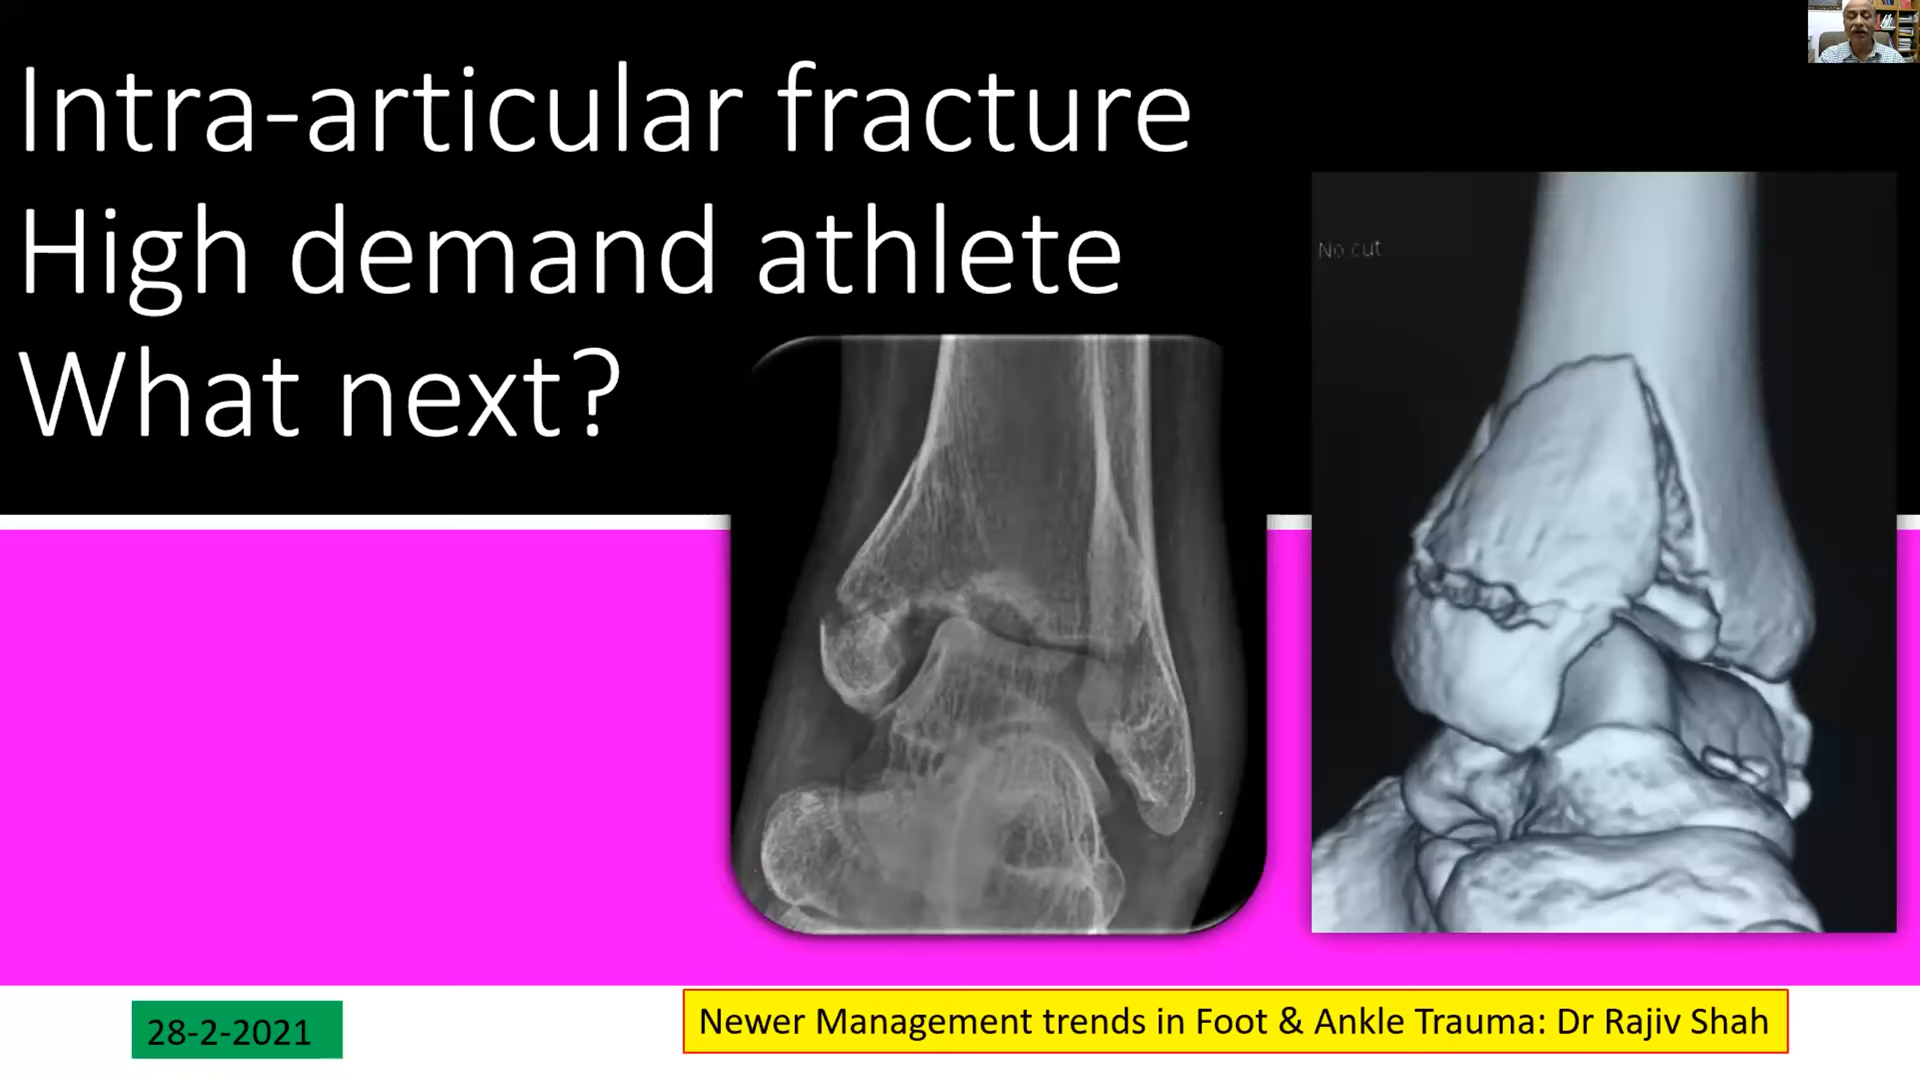 Intra-articular fracture
High demand athlete
What next?
No cut
28-2-2021
Newer Management trends in Foot & Ankle Trauma: Dr Rajiv Shah